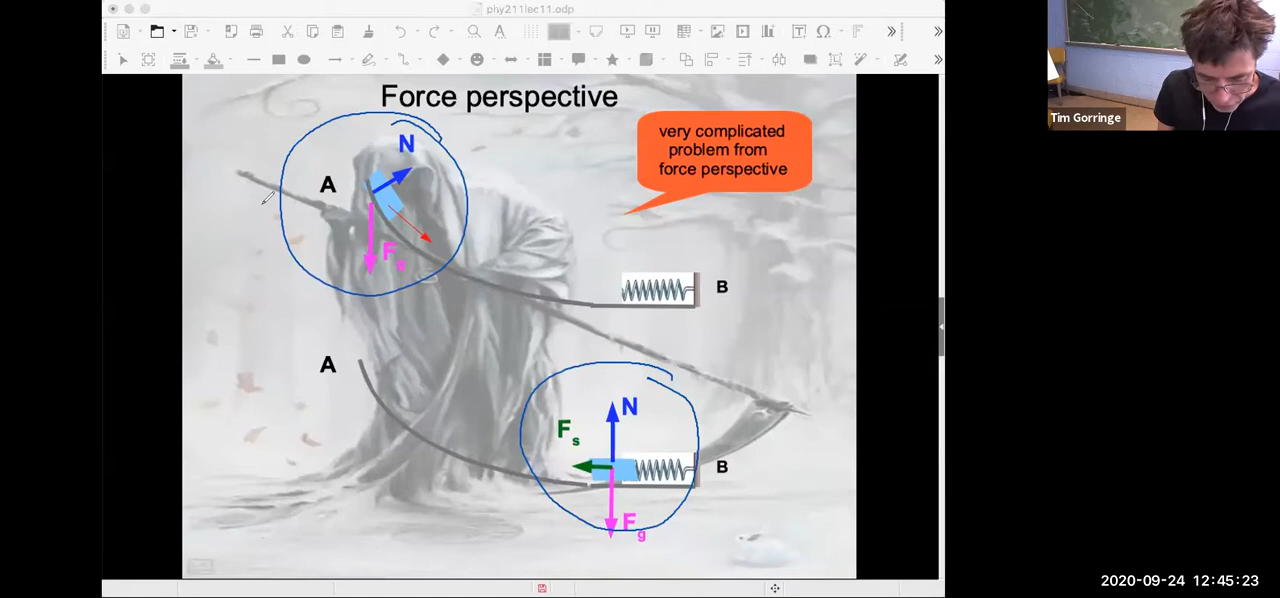 phy211lec11.odp
Force perspective
very complicated
problem from
force perspective
N
A
F
g
B
A
N
F
s
B
F
g
Tim Gorringe
2020-09-24 12:45:23